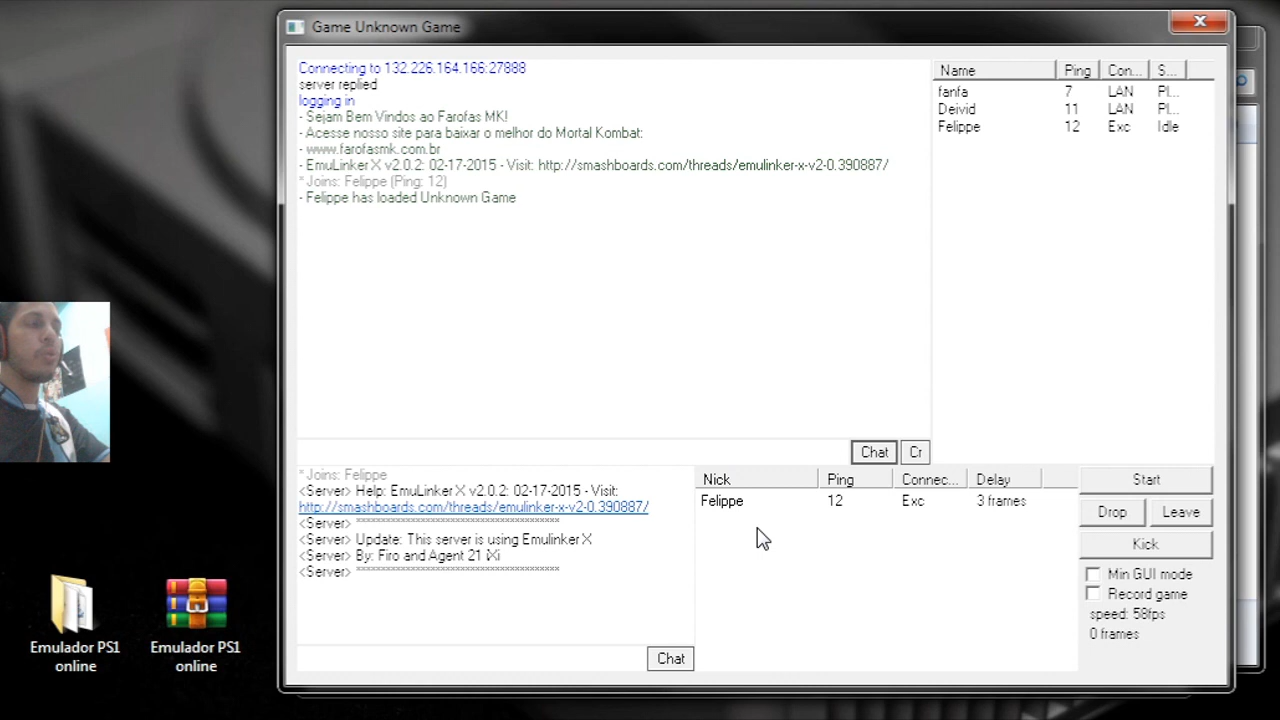 Game Unknown Game
Connecting to 132.226.164.166:27888
server replied
logging in
- Sejam Bem Vindos ao Farofas MK!
- Acesse nosso site para baixar o melhor do Mortal Kombat:
- www.farofasmk.com.br
- EmuLinker X v2.0.2: 02-17-2015 - Visit: http://smashboards.com/threads/emulinker-x-v2-0.390887/
* Joins: Felippe (Ping: 12)
- Felippe has loaded Unknown Game
Name Ping Con... S...
fanfa 7 LAN Pl...
Deivid 11 LAN Pl...
Felippe 12 Exc Idle
Chat Cr
* Joins: Felippe
<Server> Help: EmuLinker X v2.0.2: 02-17-2015 - Visit:
http://smashboards.com/threads/emulinker-x-v2-0.390887/
<Server> Update: This server is using Emulinker X
<Server> By: Firo and Agent 21 iXi
<Server>
Chat
Nick Ping Connec... Delay
Felippe 12 Exc 3 frames
Start
Drop Leave
Kick
Min GUI mode
Record game
speed: 58fps
0 frames
Emulador PS1
online
Emulador PS1
online